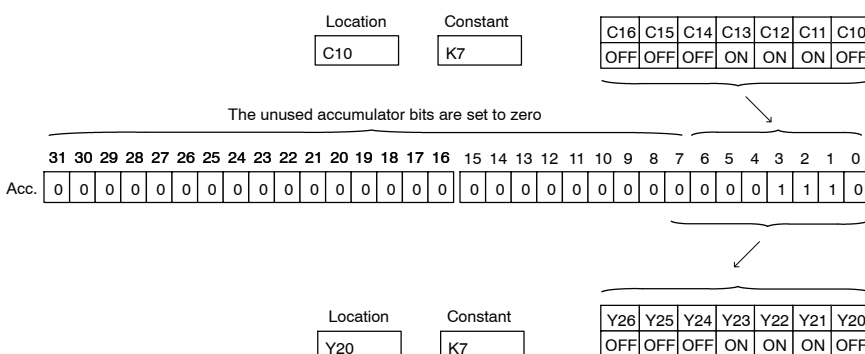 Location Constant C16 C15 C14 C13 C12 C11 C10
C10 K7 OFF OFF OFF ON ON ON OFF
The unused accumulator bits are set to zero
31 30 29 28 27 26 25 24 23 22 21 20 19 18 17 16 15 14 13 12 11 10 9 8 7 6 5 4 3 2 1 0
Acc. 0 0 0 0 0 0 0 0 0 0 0 0 0 0 0 0 0 0 0 0 0 0 0 0 0 0 0 0 1 1 1 0
Location Constant Y26 Y25 Y24 Y23 Y22 Y21 Y20
Y20 K7 OFF OFF OFF ON ON ON OFF